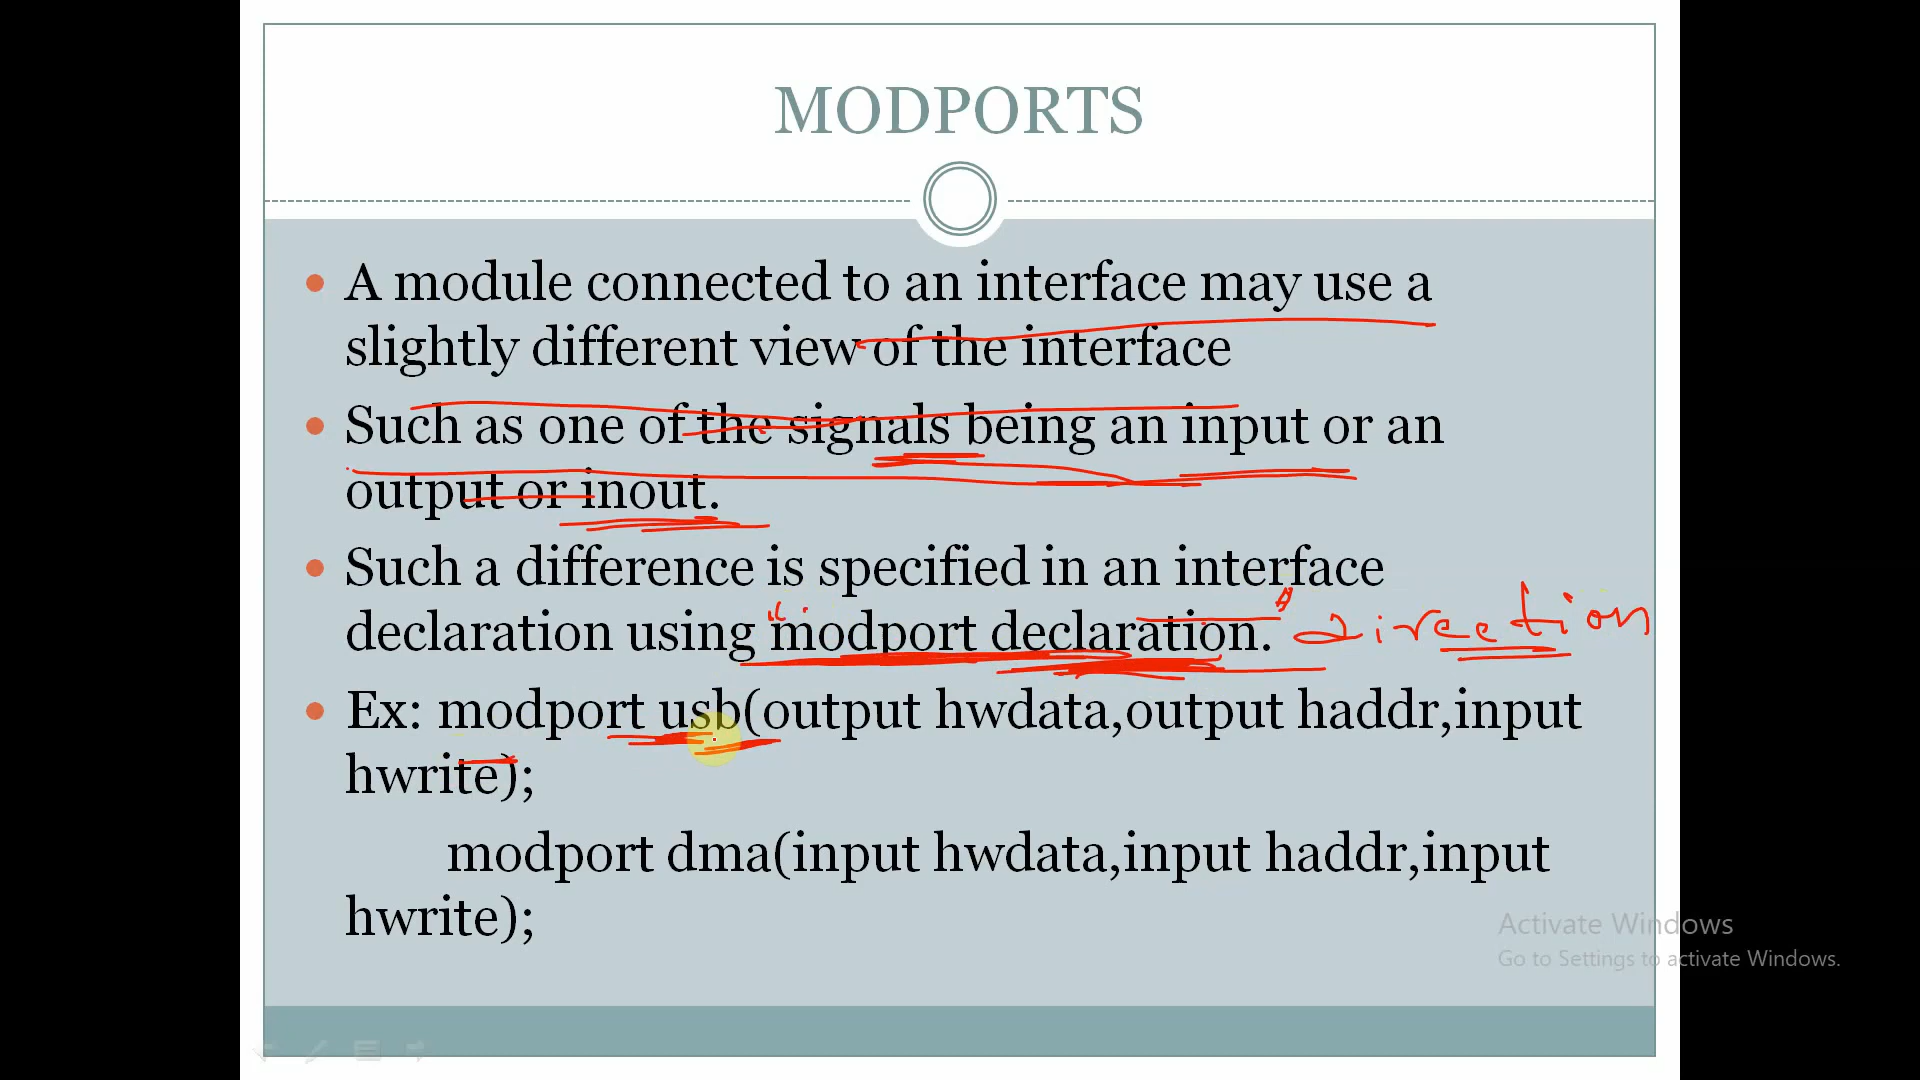 MODPORTS
A module connected to an interface may use a
slightly different view of the interface
Such as one of the signals being an input or an
output or inout.
Such a difference is specified in an interface
declaration using modport declaration. Direction
Ex: modport usb(output hwdata,output haddr,input
hwrite);
modport dma(input hwdata,input haddr,input
hwrite);
Activate Windows
Go to Settings to activate Windows.